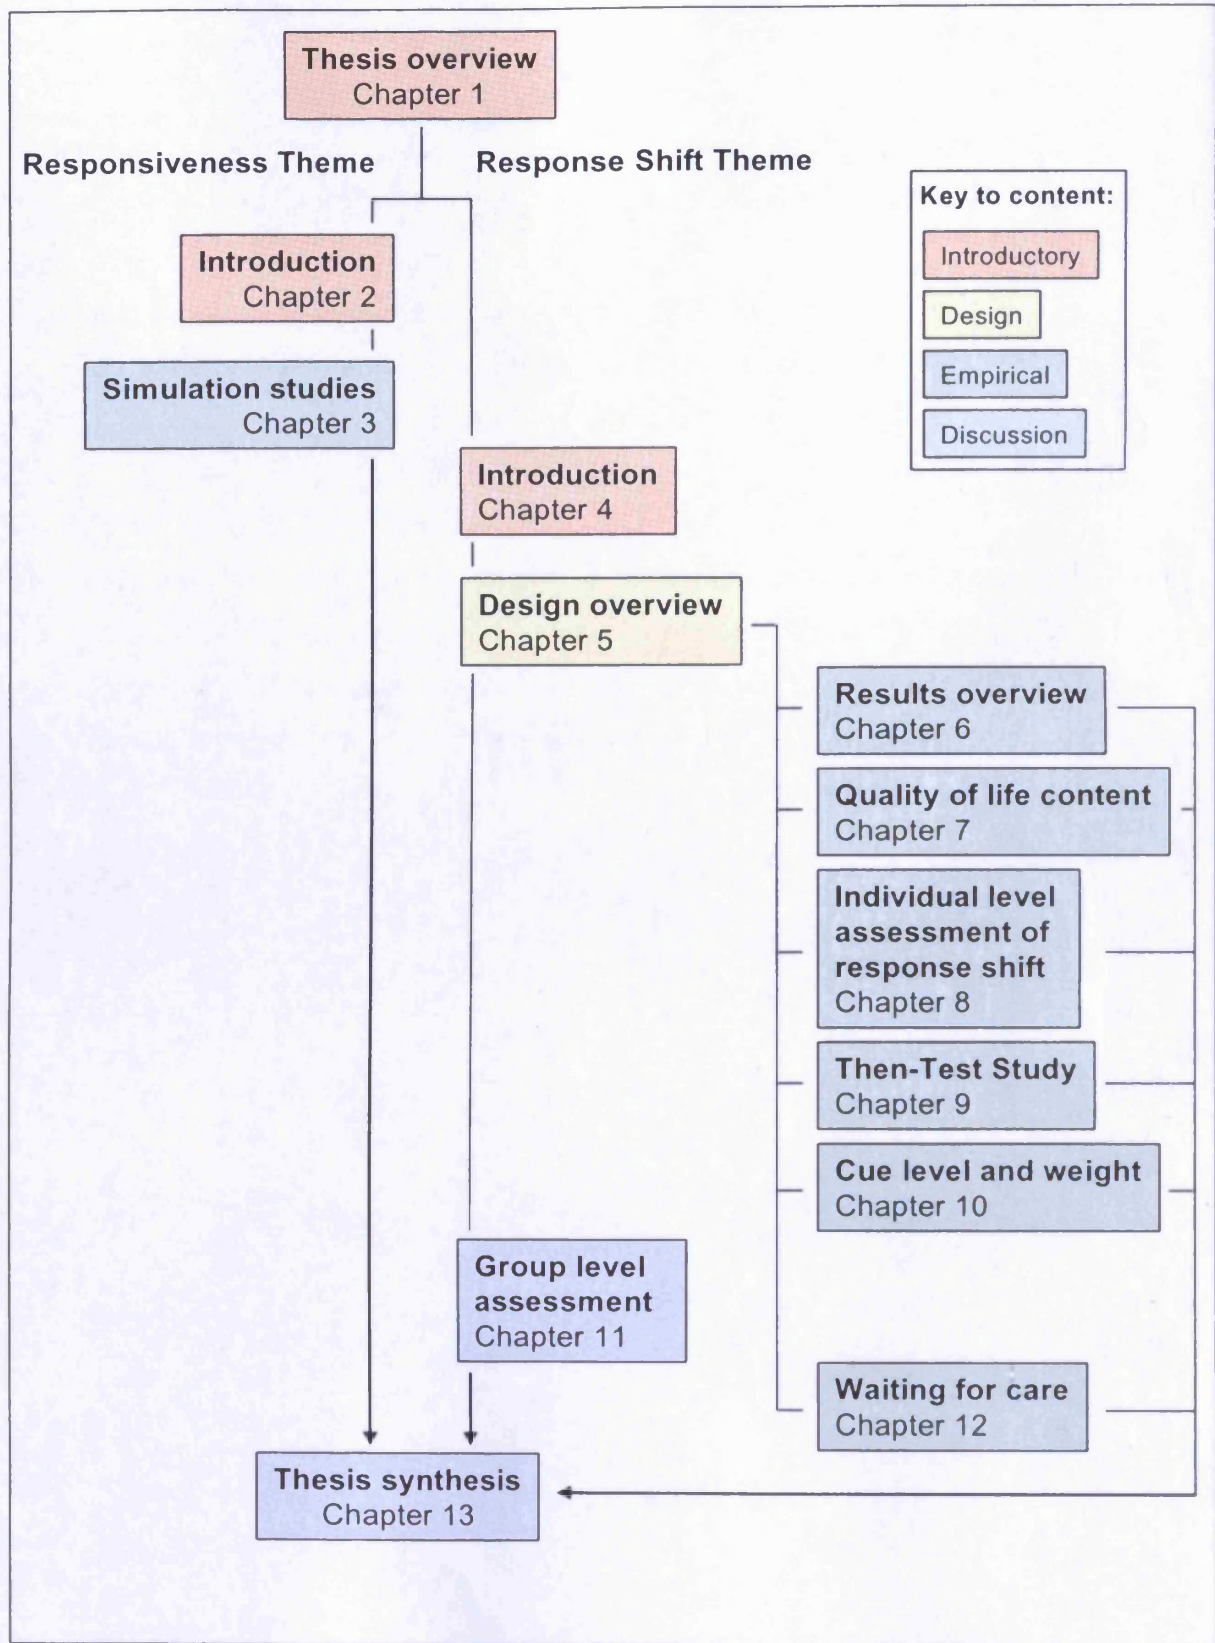 Thesis overview
Chapter 1
Responsiveness Theme
Response Shift Theme
Key to content:
Introductory
Design
Empirical
Discussion
Introduction
Chapter 2
Simulation studies
Chapter 3
Introduction
Chapter 4
Design overview
Chapter 5
Results overview
Chapter 6
Quality of life content
Chapter 7
Individual level
assessment of
response shift
Chapter 8
Then-Test Study
Chapter 9
Cue level and weight
Chapter 10
Group level
assessment
Chapter 11
Waiting for care
Chapter 12
Thesis synthesis
Chapter 13